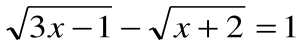 √(3x−1) − √(x+2) = 1